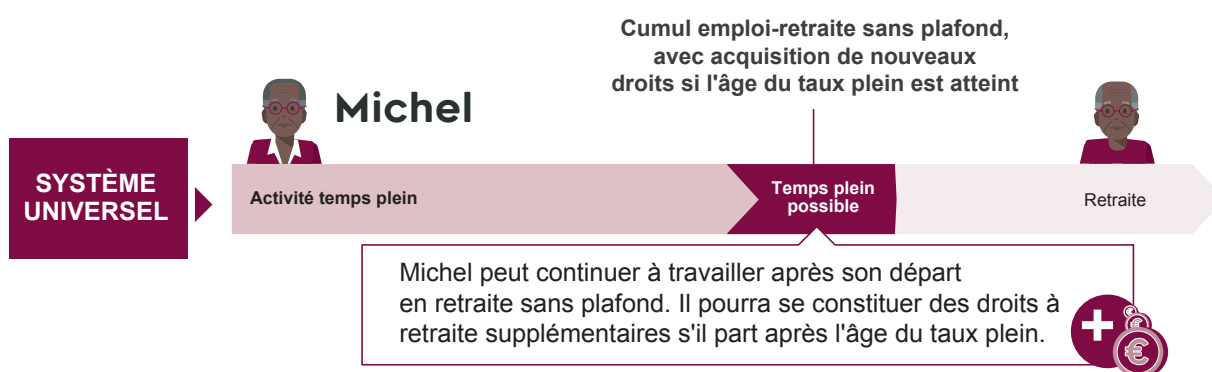 Cumul emploi-retraite sans plafond,
avec acquisition de nouveaux
droits si l'âge du taux plein est atteint
Michel
SYSTÈME
UNIVERSEL
Activité temps plein
Temps plein
possible
Retraite
Michel peut continuer à travailler après son départ
en retraite sans plafond. Il pourra se constituer des droits à
retraite supplémentaires s'il part après l'âge du taux plein.
+
€
€